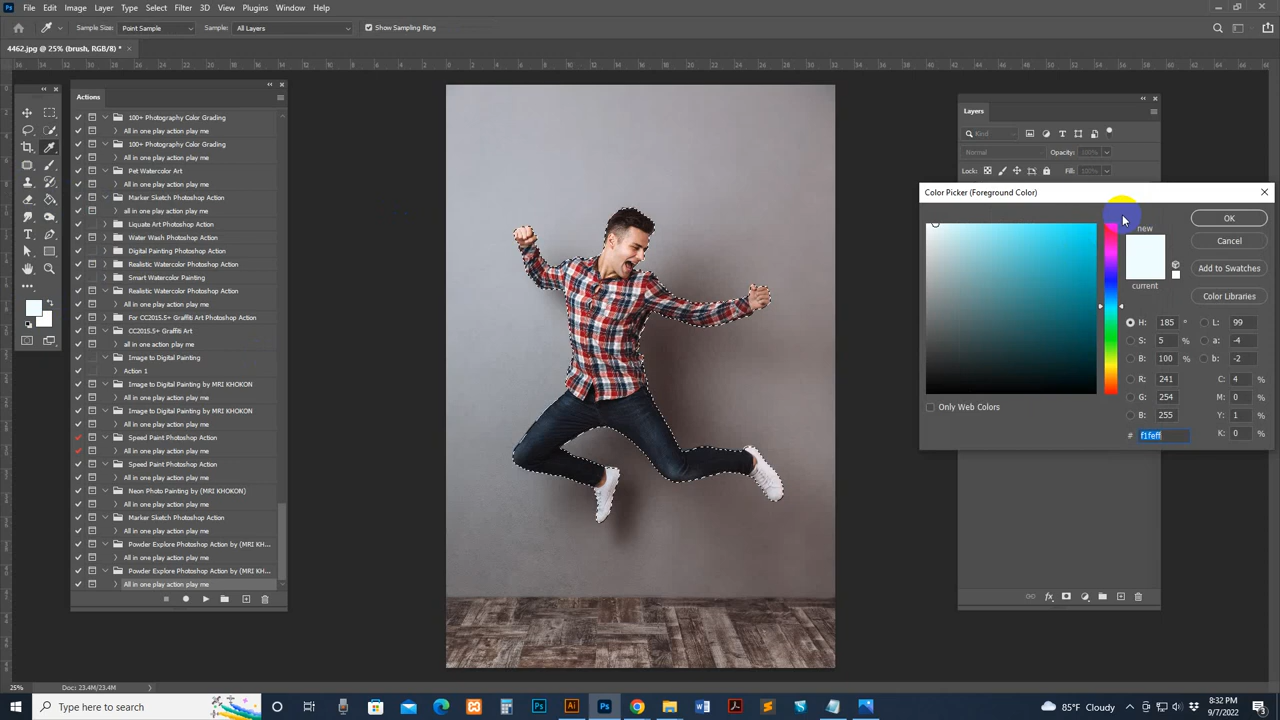 Ps File Edit Image Layer Type Select Filter 3D View Plugins Window Help
Sample Size: Point Sample Sample: All Layers Show Sampling Ring
4462.jpg @ 25% (brush, RGB/8) * ×
Actions
100+ Photography Color Grading
All in one play action play me
100+ Photography Color Grading
All in one play action play me
Pet Watercolor Art
All in one play action play me
Marker Sketch Photoshop Action
all in one play action play me
Liquate Art Photoshop Action
Water Wash Photoshop Action
Digital Painting Photoshop Action
Realistic Watercolor Photoshop Action
Smart Watercolor Painting
Realistic Watercolor Photoshop Action
All in one play action play me
For CC2015.5+ Graffiti Art Photoshop Action
CC2015.5+ Graffiti Art
all in one play action play me
Image to Digital Painting
Action 1
Image to Digital Painting by MRI KHOKON
All in one play action play me
Image to Digital Painting by MRI KHOKON
All in one play action play me
Speed Paint Photoshop Action
All in one play action play me
Speed Paint Photoshop Action
All in one play action play me
Neon Photo Painting by (MRI KHOKON)
All in one play action play me
Marker Sketch Photoshop Action
All in one play action play me
Powder Explore Photoshop Action by (MRI KH...
All in one play action play me
Powder Explore Photoshop Action by (MRI KH...
All in one play action play me
Layers
Kind
Normal Opacity: 100%
Lock: Fill: 100%
Color Picker (Foreground Color)
new
current
OK
Cancel
Add to Swatches
Color Libraries
H: 185 ° L: 99
S: 5 % a: -4
B: 100 % b: -2
R: 241 C: 4 %
G: 254 M: 0 %
B: 255 Y: 1 %
# f1feff K: 0 %
Only Web Colors
25% Doc: 23.4M/23.4M
Type here to search
85°F Cloudy
8:32 PM
9/7/2022